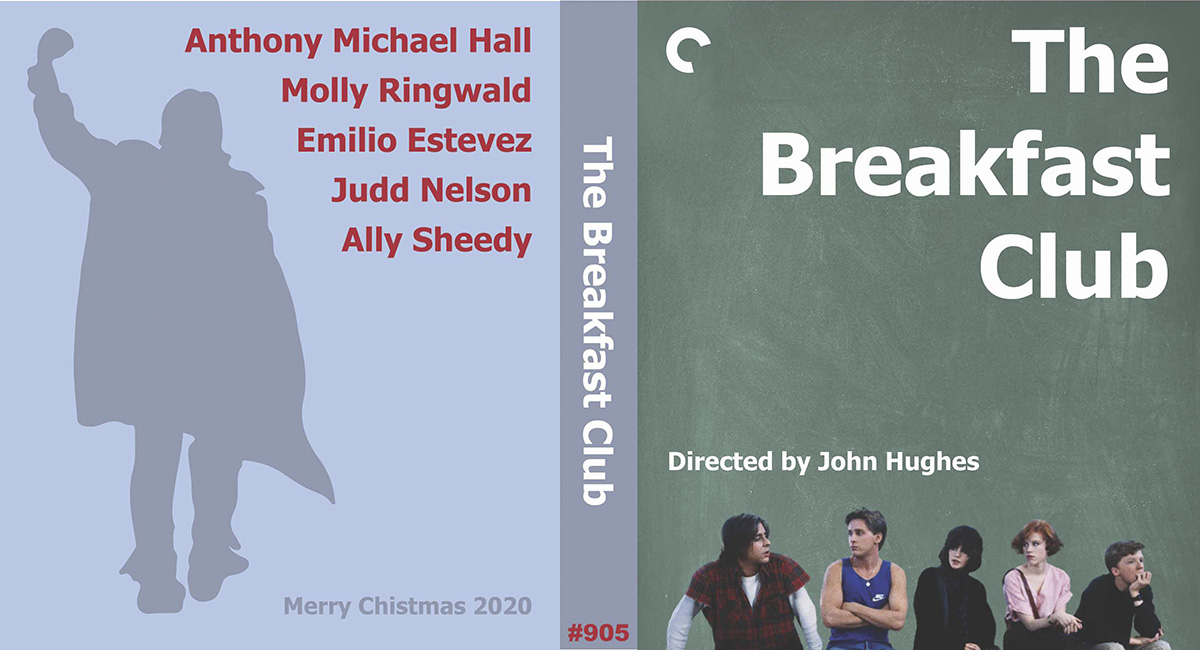 Anthony Michael Hall
Molly Ringwald
Emilio Estevez
Judd Nelson
Ally Sheedy
Merry Chistmas 2020
The Breakfast Club
#905
The
Breakfast
Club
Directed by John Hughes